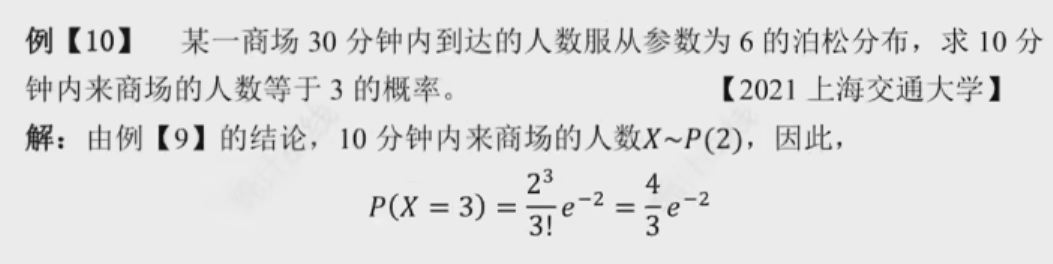 例【10】 某一商场 30 分钟内到达的人数服从参数为 6 的泊松分布，求 10 分
钟内来商场的人数等于 3 的概率。 【2021 上海交通大学】
解：由例【9】的结论，10 分钟内来商场的人数X~P(2)，因此，
P(X = 3) = \frac{2^3}{3!}e^{-2} = \frac{4}{3}e^{-2}